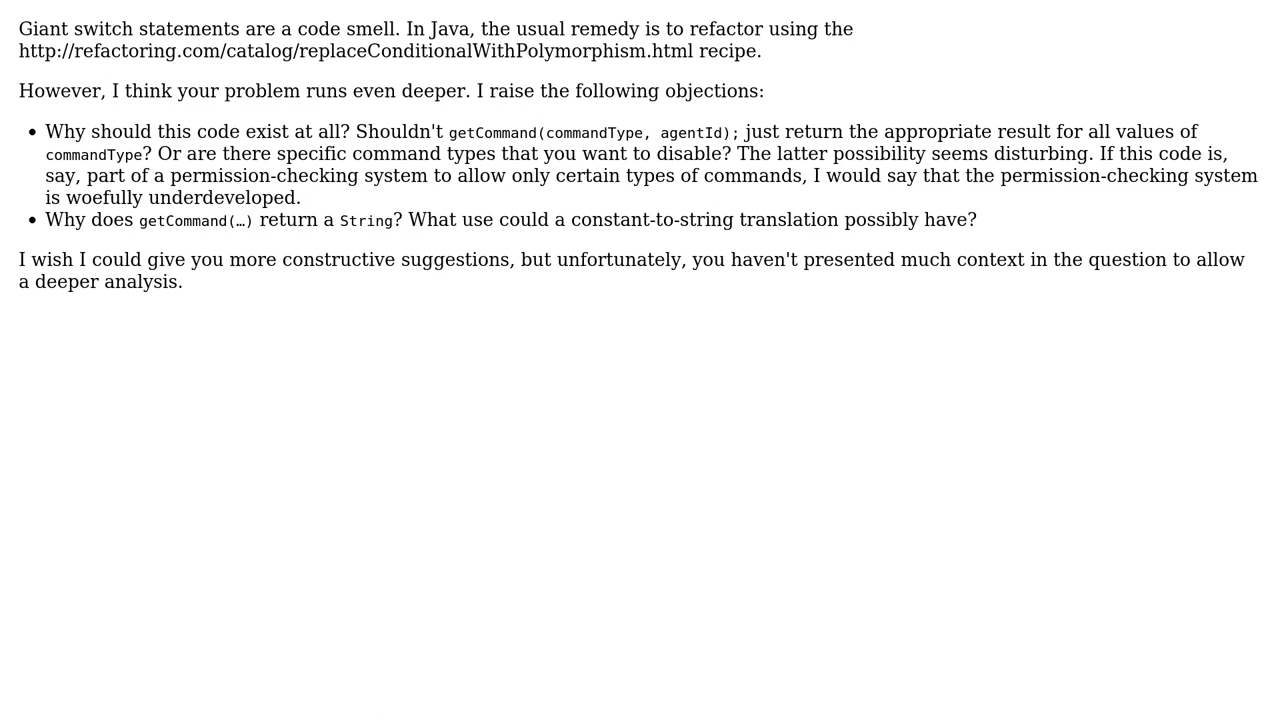 Giant switch statements are a code smell. In Java, the usual remedy is to refactor using the
http://refactoring.com/catalog/replaceConditionalWithPolymorphism.html recipe.
However, I think your problem runs even deeper. I raise the following objections:
• Why should this code exist at all? Shouldn't getCommand(commandType, agentId); just return the appropriate result for all values of
commandType? Or are there specific command types that you want to disable? The latter possibility seems disturbing. If this code is,
say, part of a permission-checking system to allow only certain types of commands, I would say that the permission-checking system
is woefully underdeveloped.
• Why does getCommand(…) return a String? What use could a constant-to-string translation possibly have?
I wish I could give you more constructive suggestions, but unfortunately, you haven't presented much context in the question to allow
a deeper analysis.